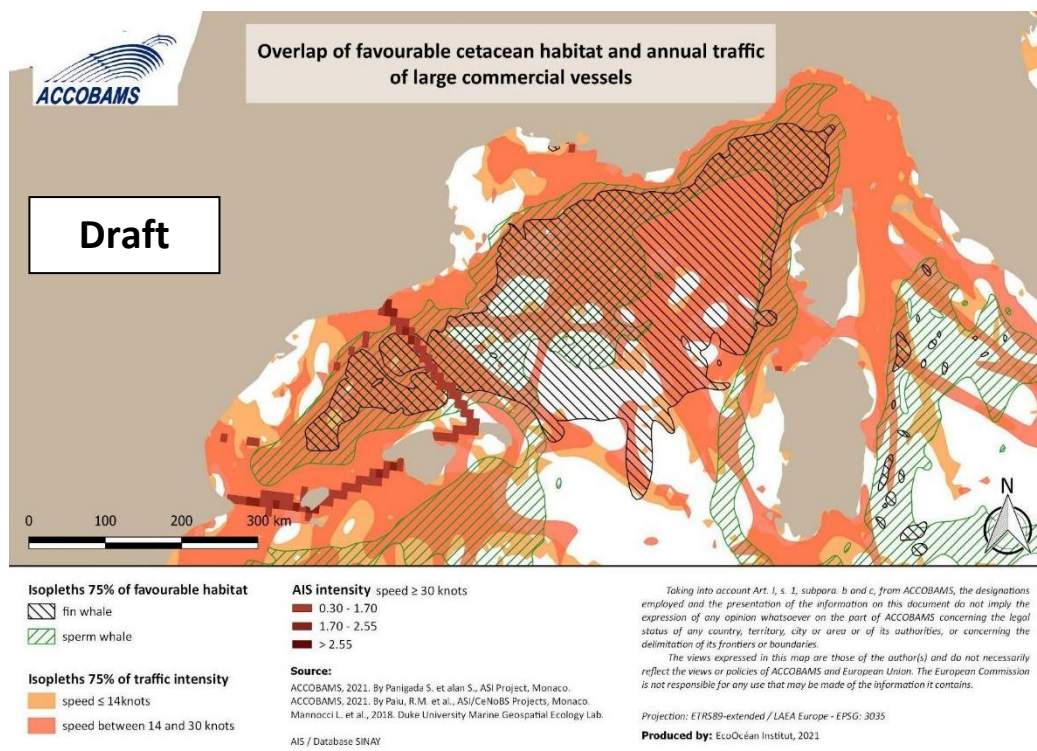 ACCOBAMS
Overlap of favourable cetacean habitat and annual traffic
of large commercial vessels
Draft
N
0 100 200 300 km
Isopleths 75% of favourable habitat
fin whale
sperm whale
Isopleths 75% of traffic intensity
speed ≤ 14knots
speed between 14 and 30 knots
AIS intensity speed ≥ 30 knots
0.30 - 1.70
1.70 - 2.55
> 2.55
Source:
ACCOBAMS, 2021. By Panigada S. et alan S., ASI Project, Monaco.
ACCOBAMS, 2021. By Paiu, R.M. et al., ASI/CeNoBS Projects, Monaco.
Mannocci L. et al., 2018. Duke University Marine Geospatial Ecology Lab.
AIS / Database SINAY
Taking into account Art. I, s. 1, subpara. b and c, from ACCOBAMS, the designations
employed and the presentation of the information on this document do not imply the
expression of any opinion whatsoever on the part of ACCOBAMS concerning the legal
status of any country, territory, city or area or of its authorities, or concerning the
delimitation of its frontiers or boundaries.
The views expressed in this map are those of the author(s) and do not necessarily
reflect the views or policies of ACCOBAMS and European Union. The European Commission
is not responsible for any use that may be made of the information it contains.
Projection: ETRS89-extended / LAEA Europe - EPSG: 3035
Produced by: EcoOcéan Institut, 2021